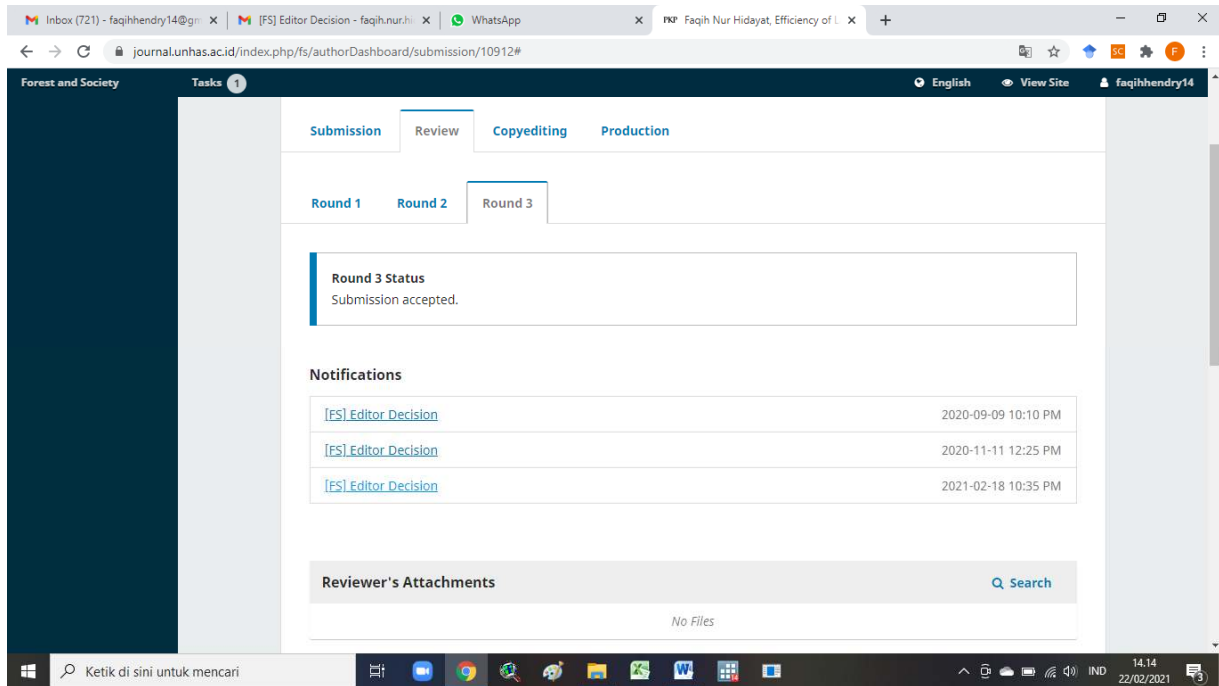 Inbox (721) - faqihhendry14@gm
[FS] Editor Decision - faqih.nur.hi
WhatsApp
PKP Faqih Nur Hidayat, Efficiency of L
journal.unhas.ac.id/index.php/fs/authorDashboard/submission/10912#
SC
F
Forest and Society
Tasks 1
English
View Site
faqihhendry14
Submission
Review
Copyediting
Production
Round 1
Round 2
Round 3
Round 3 Status
Submission accepted.
Notifications
[FS] Editor Decision 2020-09-09 10:10 PM
[FS] Editor Decision 2020-11-11 12:25 PM
[FS] Editor Decision 2021-02-18 10:35 PM
Reviewer's Attachments
Search
No Files
Ketik di sini untuk mencari
IND
14.14
22/02/2021
3